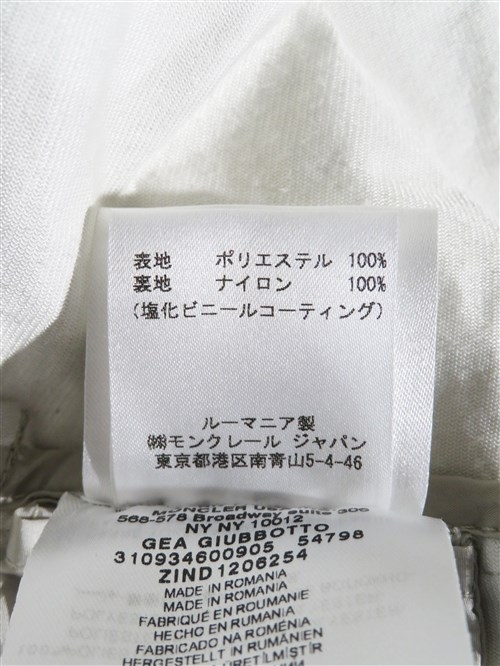 表地 ポリエステル 100%
裏地 ナイロン 100%
(塩化ビニールコーティング)
ルーマニア製
㈱モンクレール ジャパン
東京都港区南青山5-4-46
MONCLER
568-578 Broadway suite 306
NY NY 10012
GEA GIUBBOTTO
310934600905 54798
ZIND1206254
MADE IN ROMANIA
MADE IN ROMANIA
FABRIQUÉ EN ROUMANIE
HECHO EN RUMANIA
FABRICADO NA ROMÉNIA
HERGESTELLT IN RUMÄNIEN